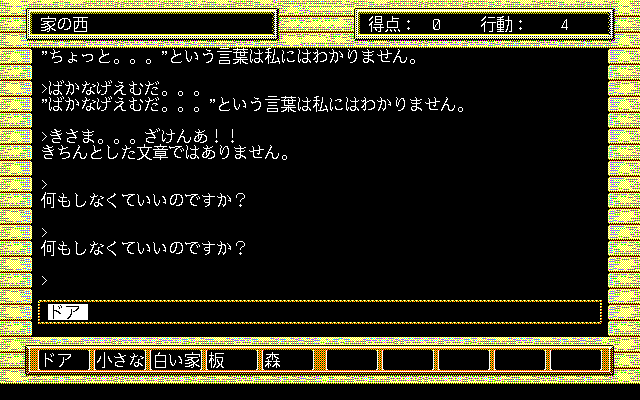 家の西
得点： 0　行動： 4
"ちょっと。。。"という言葉は私にはわかりません。
>ばかなげえむだ。。。
"ばかなげえむだ。。。"という言葉は私にはわかりません。
>きさま。。。ざけんあ！！
きちんとした文章ではありません。
>
何もしなくていいのですか？
>
何もしなくていいのですか？
>
ドア
ドア 小さな 白い家 板 森